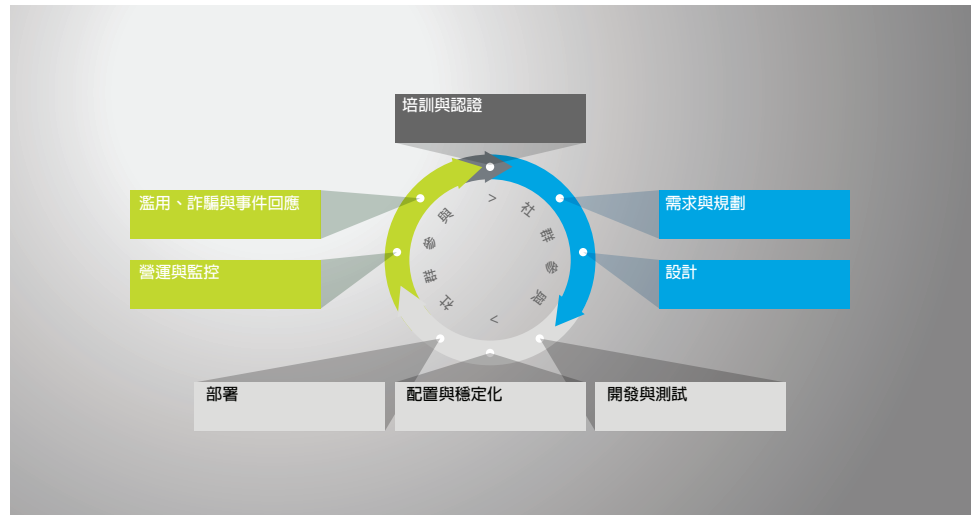 培訓與認證
濫用、詐騙與事件回應
需求與規劃
營運與監控
設計
> 社群參與 > 社群參與
部署
配置與穩定化
開發與測試